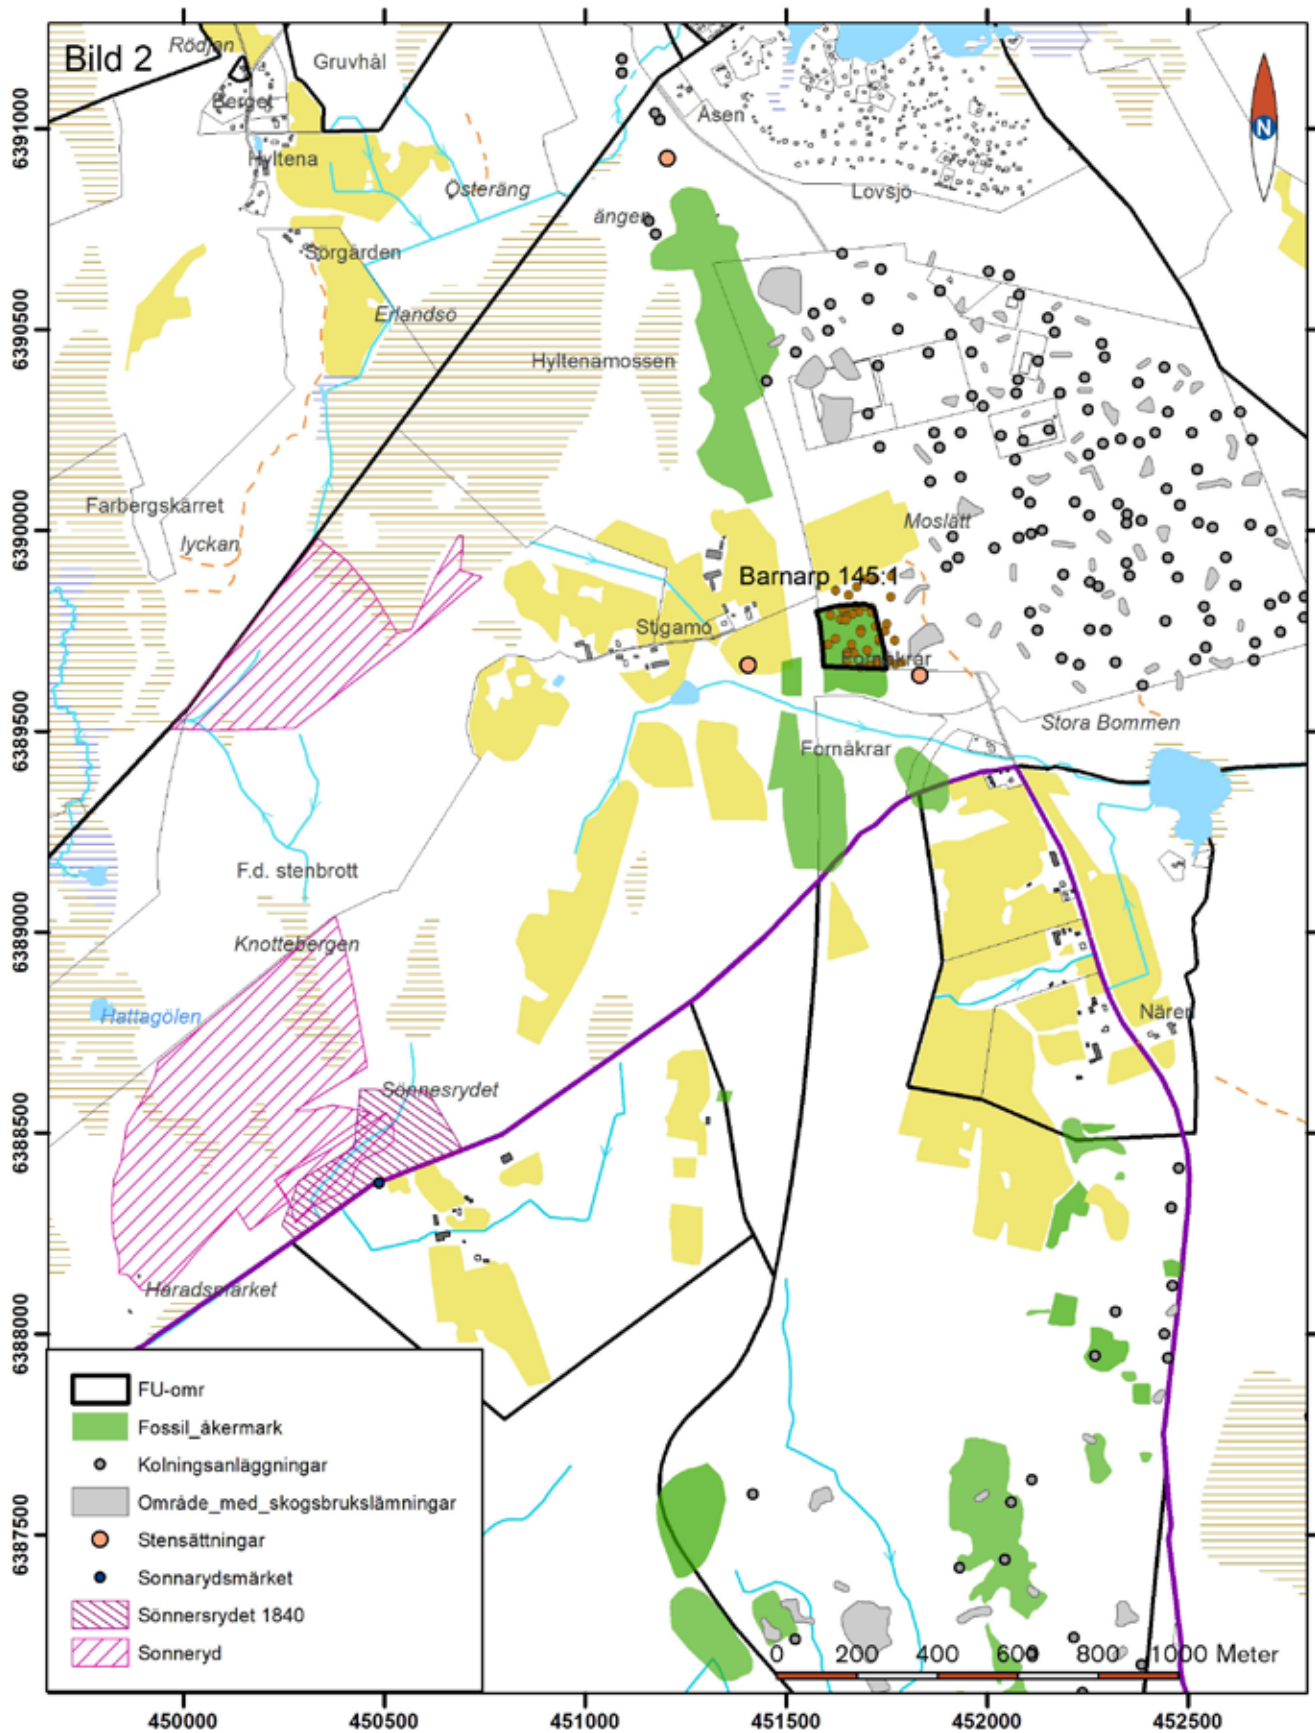 Bild 2
Rödjan
Gruvhål
Berget
Åsen
Hyltena
Österäng
Lovsjö
ängen
Sörgården
Erlandsö
Hyltenamossen
Farbergskärret
lyckan
Moslätt
Barnarp 145:1
Stigamo
Fornåkrar
Stora Bommen
Fornåkrar
F.d. stenbrott
Knottebergen
Hattagölen
Nären
Sönnesrydet
Häradsmärket
FU-omr
Fossil_åkermark
Kolningsanläggningar
Område_med_skogsbrukslämningar
Stensättningar
Sonnarydsmärket
Sönnersrydet 1840
Sonneryd
0 200 400 600 800 1000 Meter
N
6391000
6390500
6390000
6389500
6389000
6388500
6388000
6387500
450000 450500 451000 451500 452000 452500